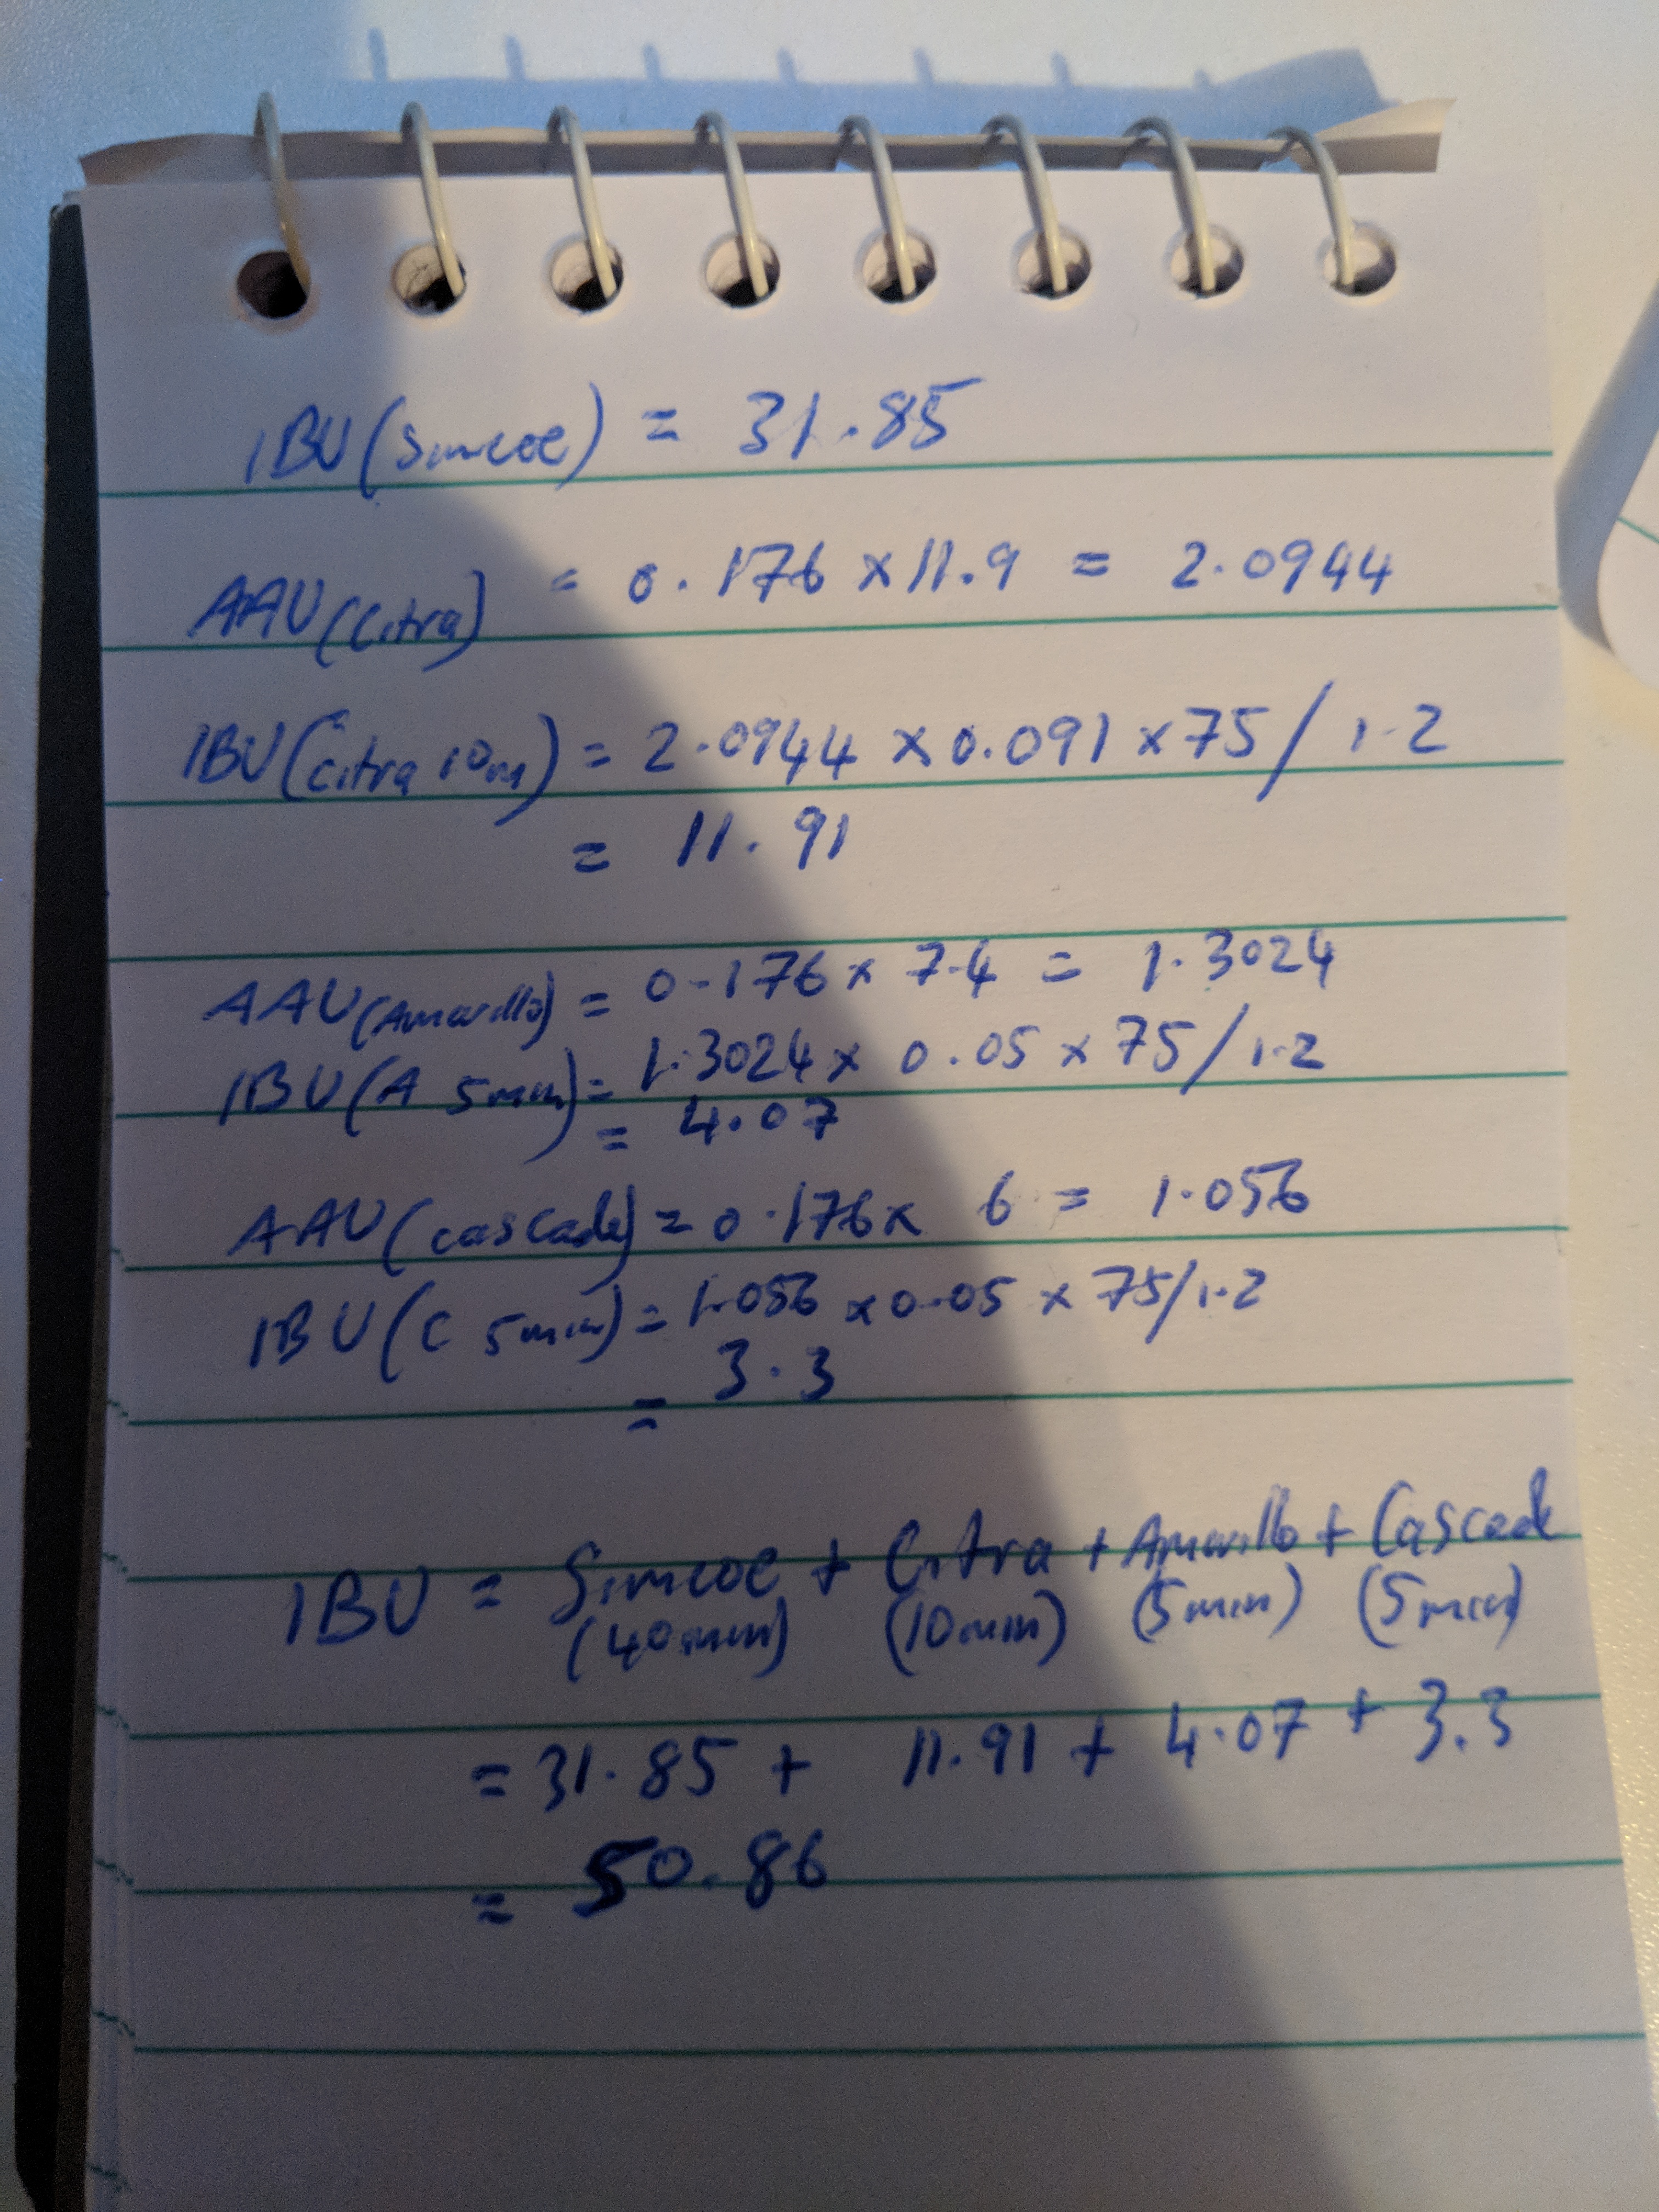 IBU (Simcoe) = 31.85
AAU (Citra) = 0.176 x 11.9 = 2.0944
IBU (Citra 10m) = 2.0944 x 0.091 x 75 / 1.2
= 11.91
AAU (Amarillo) = 0.176 x 7.4 = 1.3024
IBU (A 5min) = 1.3024 x 0.05 x 75 / 1.2
= 4.07
AAU (cascade) = 0.176 x 6 = 1.056
IBU (C 5min) = 1.056 x 0.05 x 75 / 1.2
= 3.3
IBU = Simcoe + Citra + Amarillo + Cascade
(40min) (10min) (5min) (5min)
= 31.85 + 11.91 + 4.07 + 3.3
= 50.86